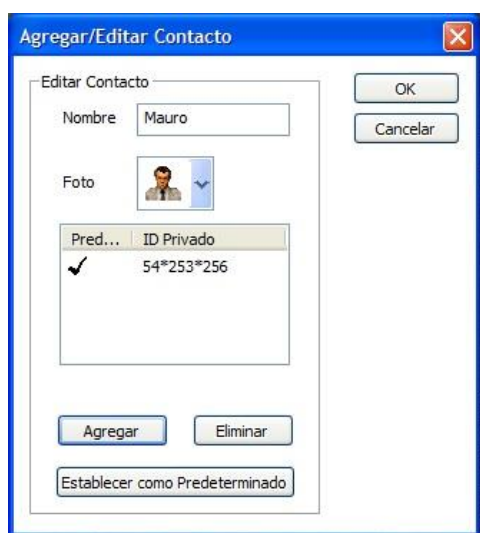 Agregar/Editar Contacto
Editar Contacto
OK
Nombre Mauro
Cancelar
Foto
Pred... ID Privado
54*253*256
Agregar Eliminar
Establecer como Predeterminado